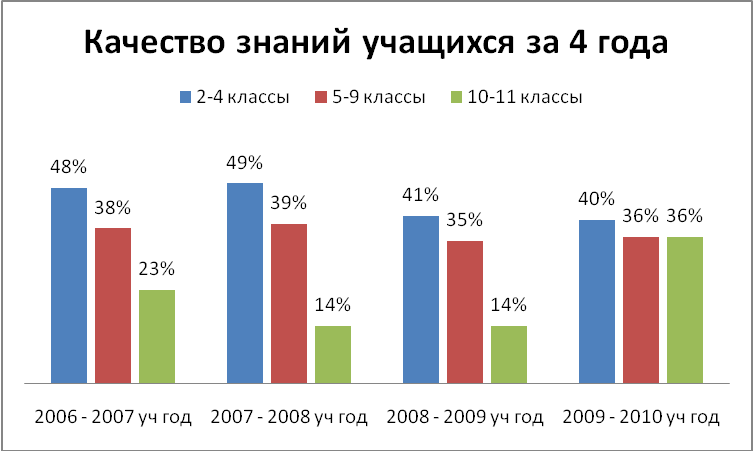 Качество знаний учащихся за 4 года
2-4 классы 5-9 классы 10-11 классы
48% 38% 23% 49% 39% 14% 41% 35% 14% 40% 36% 36%
2006 - 2007 уч год 2007 - 2008 уч год 2008 - 2009 уч год 2009 - 2010 уч год